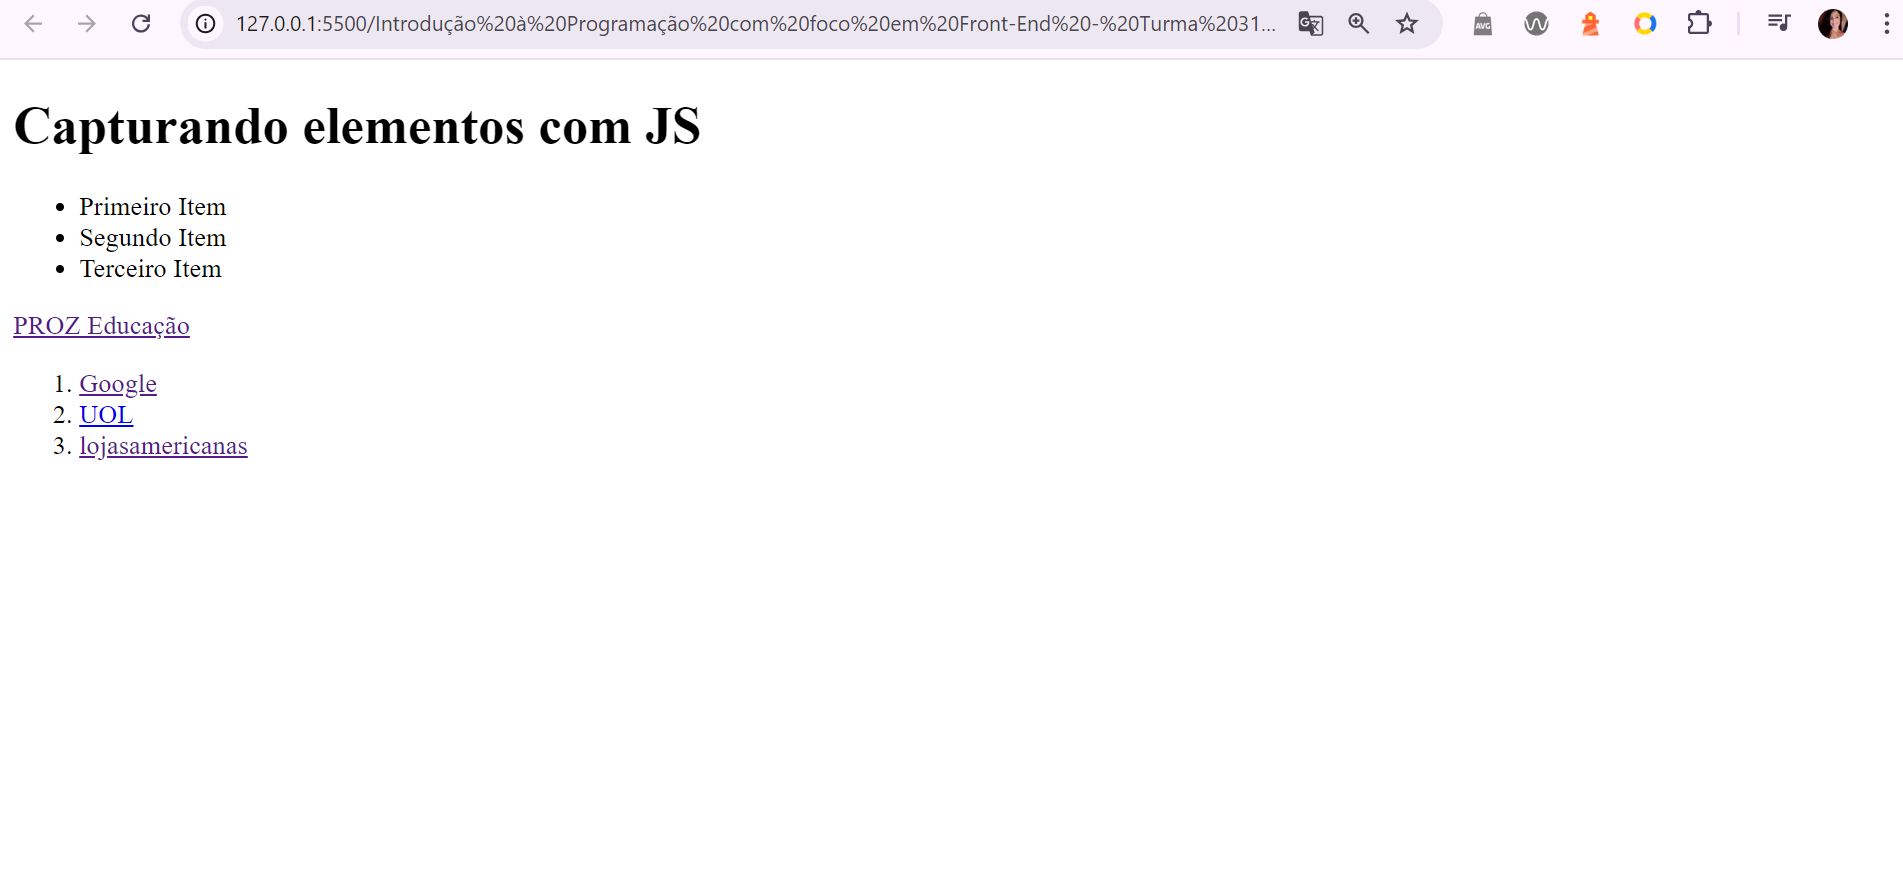 127.0.0.1:5500/Introdução%20à%20Programação%20com%20foco%20em%20Front-End%20-%20Turma%2031...
AVG
Capturando elementos com JS
• Primeiro Item
• Segundo Item
• Terceiro Item
PROZ Educação
1. Google
2. UOL
3. lojasamericanas